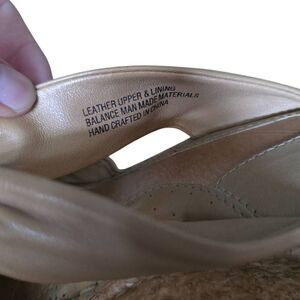 LEATHER UPPER & LINING
BALANCE MAN MADE MATERIALS
HAND CRAFTED IN CHINA